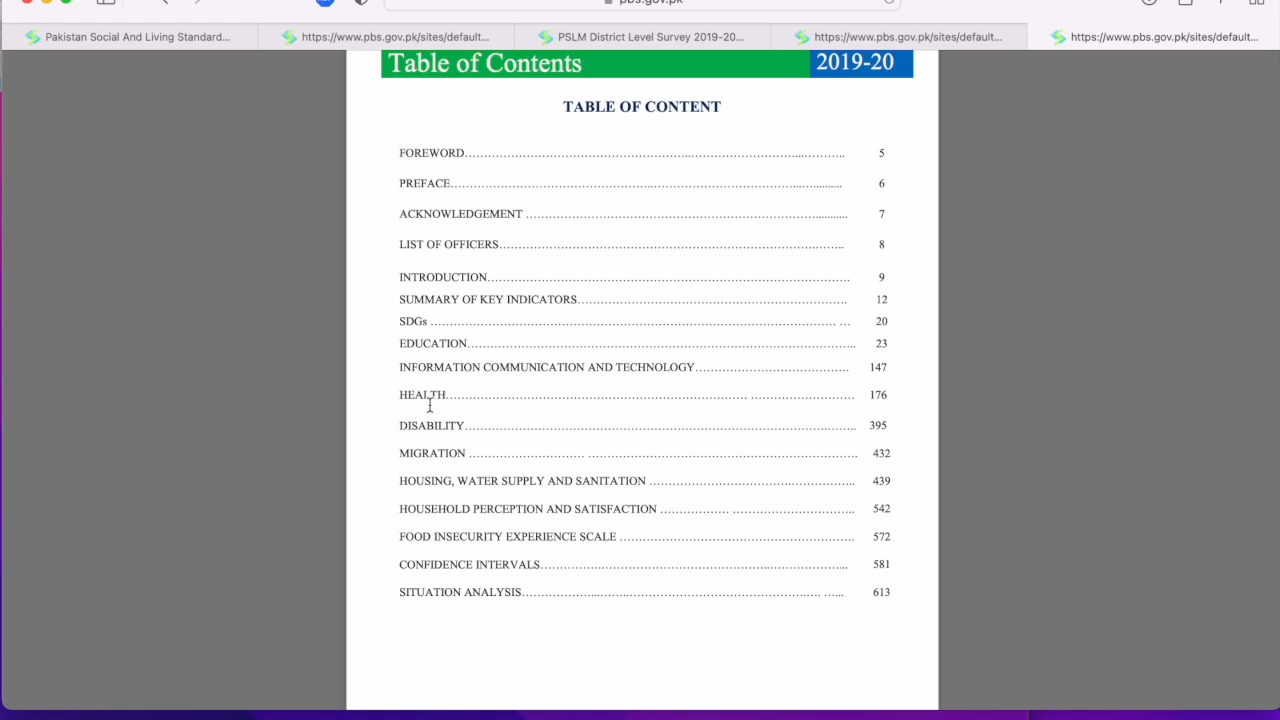 pbs.gov.pk
Pakistan Social And Living Standard...
https://www.pbs.gov.pk/sites/default...
PSLM District Level Survey 2019-20...
https://www.pbs.gov.pk/sites/default...
https://www.pbs.gov.pk/sites/default...
Table of Contents 2019-20
TABLE OF CONTENT
FOREWORD 5
PREFACE 6
ACKNOWLEDGEMENT 7
LIST OF OFFICERS 8
INTRODUCTION 9
SUMMARY OF KEY INDICATORS 12
SDGs 20
EDUCATION 23
INFORMATION COMMUNICATION AND TECHNOLOGY 147
HEALTH 176
DISABILITY 395
MIGRATION 432
HOUSING, WATER SUPPLY AND SANITATION 439
HOUSEHOLD PERCEPTION AND SATISFACTION 542
FOOD INSECURITY EXPERIENCE SCALE 572
CONFIDENCE INTERVALS 581
SITUATION ANALYSIS 613